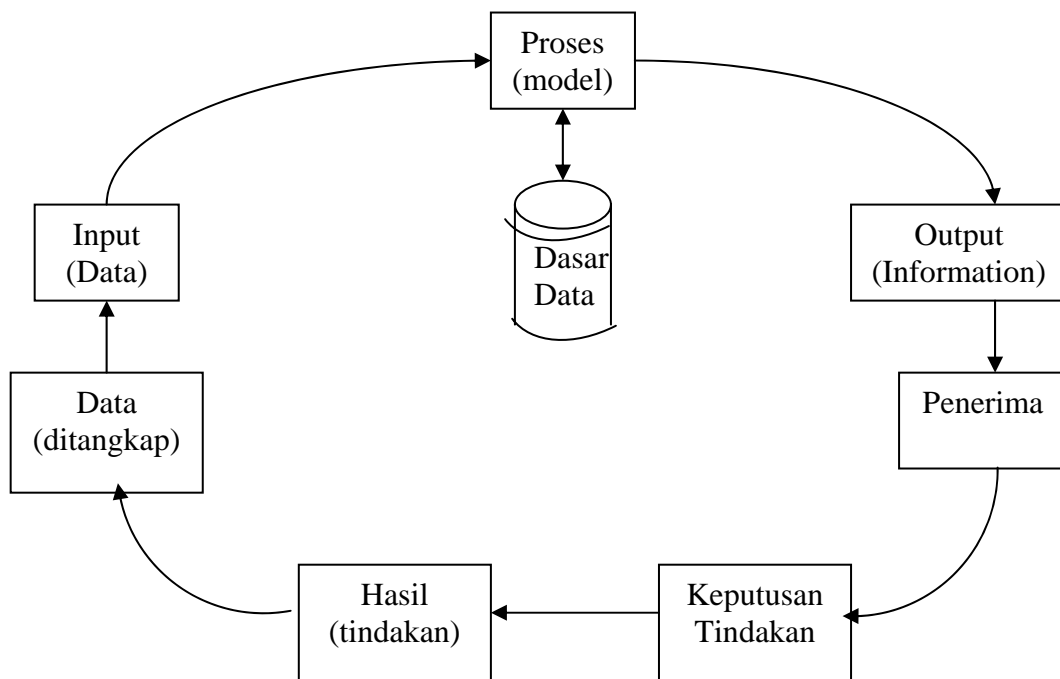 Proses
(model)
Input
(Data)
Dasar
Data
Output
(Information)
Data
(ditangkap)
Penerima
Hasil
(tindakan)
Keputusan
Tindakan